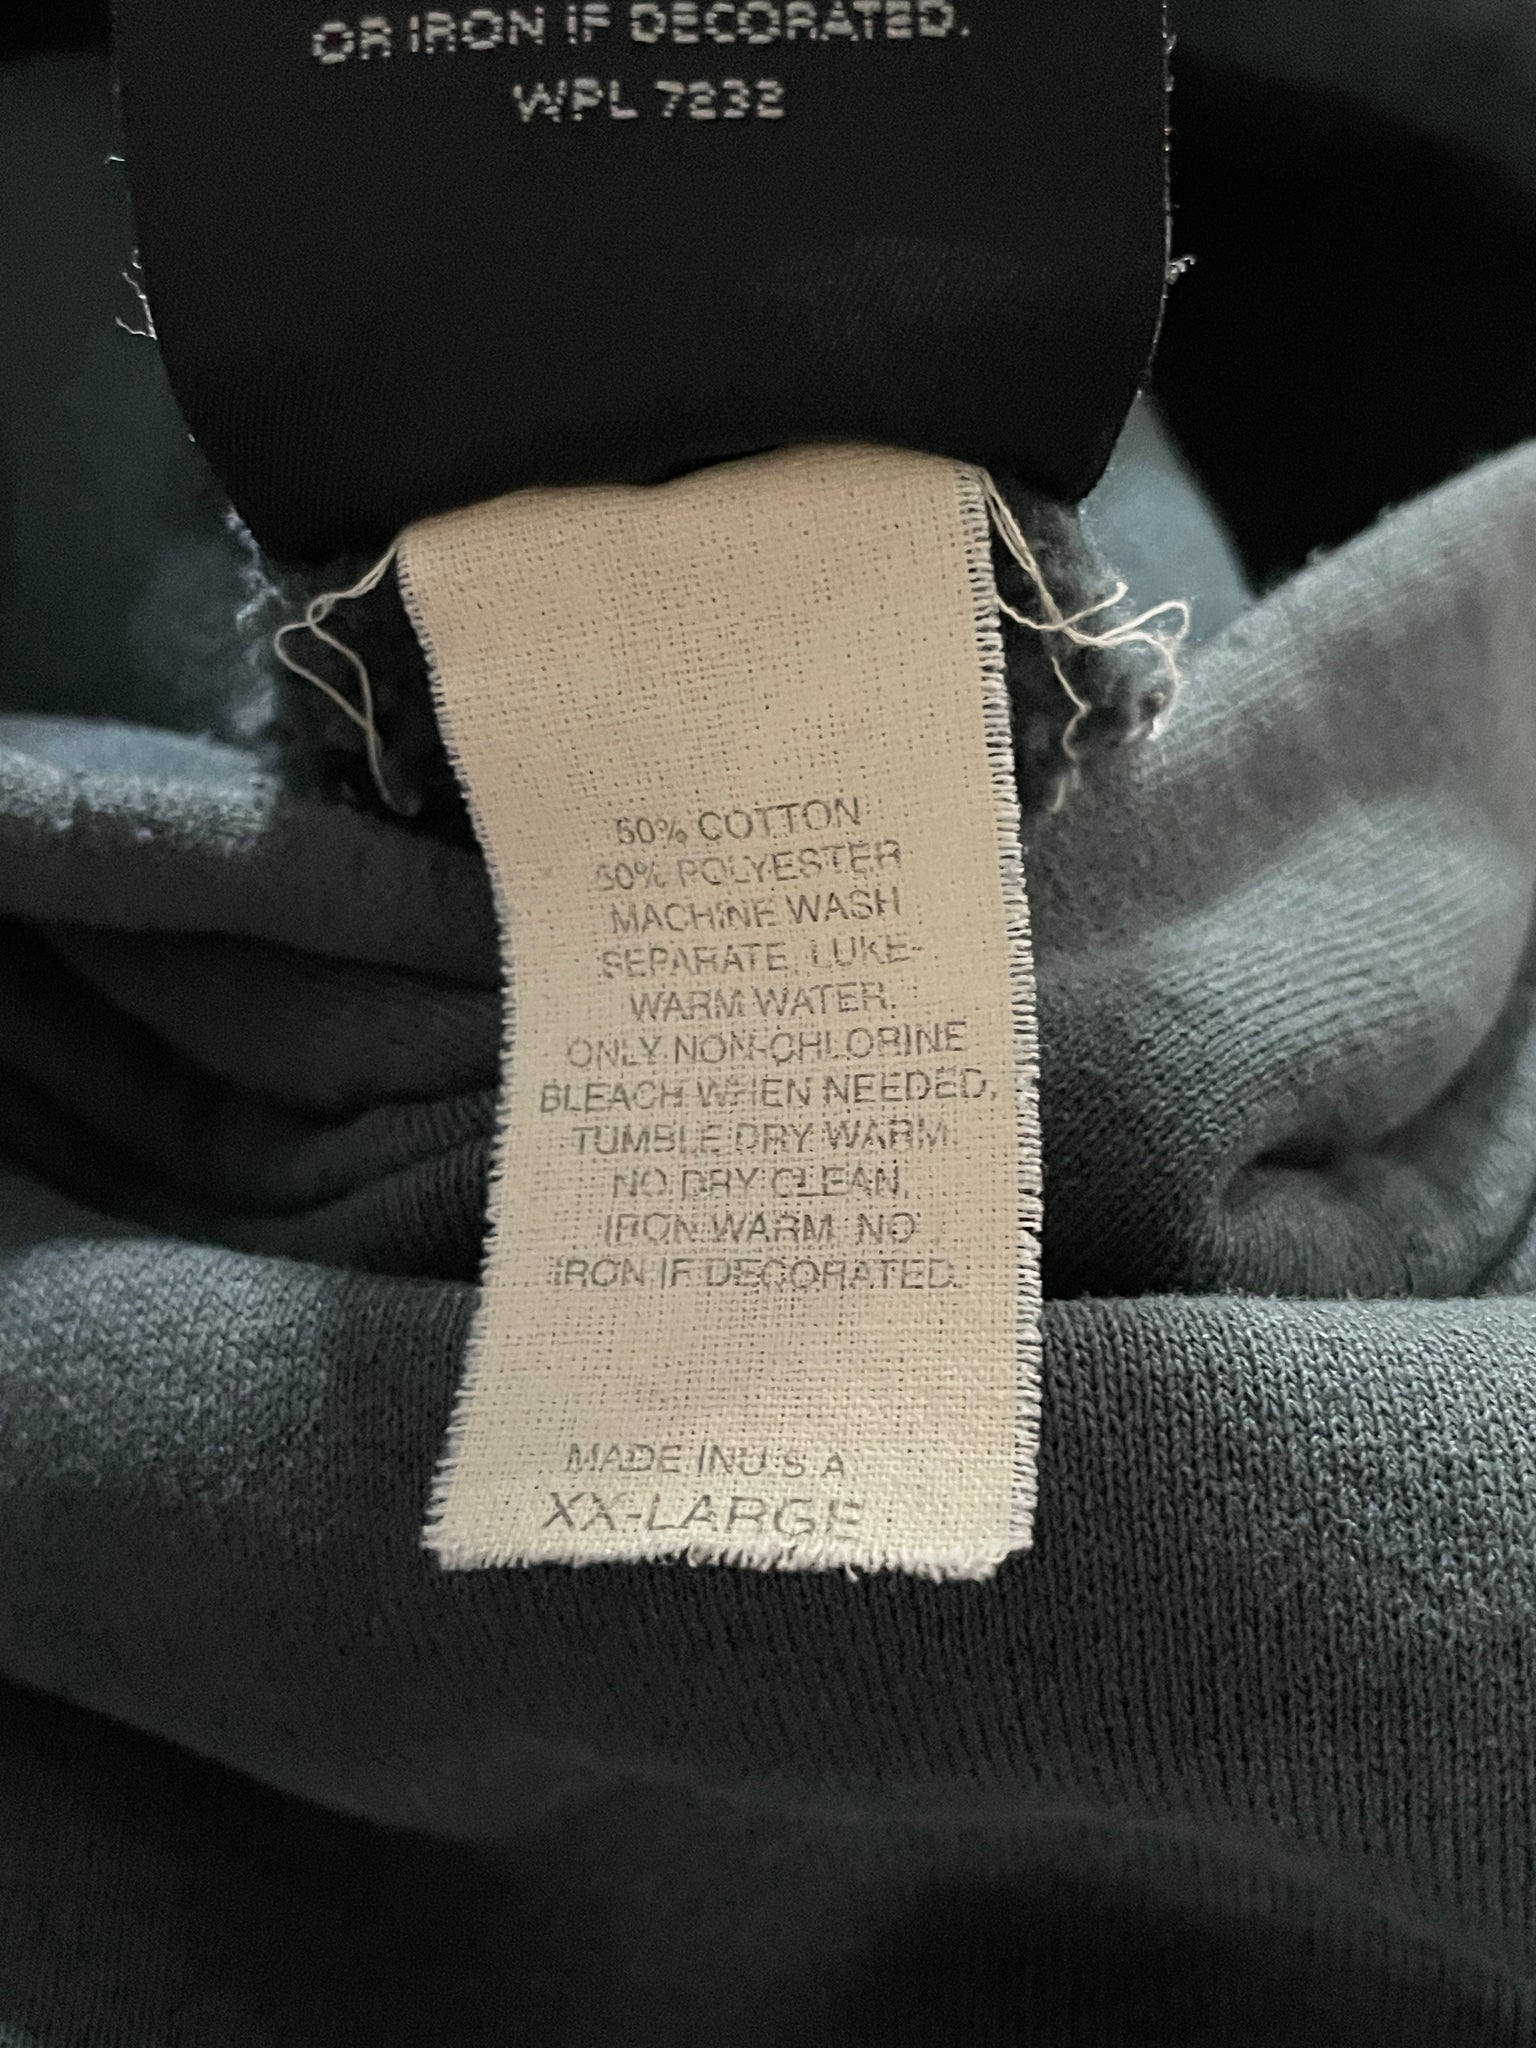 OR IRON IF DECORATED.
WPL 7232
50% COTTON
50% POLYESTER
MACHINE WASH
SEPARATE, LUKE-
WARM WATER.
ONLY NON-CHLORINE
BLEACH WHEN NEEDED,
TUMBLE DRY WARM.
NO DRY CLEAN,
IRON WARM, NO
IRON IF DECORATED.
MADE IN U.S.A
XX-LARGE